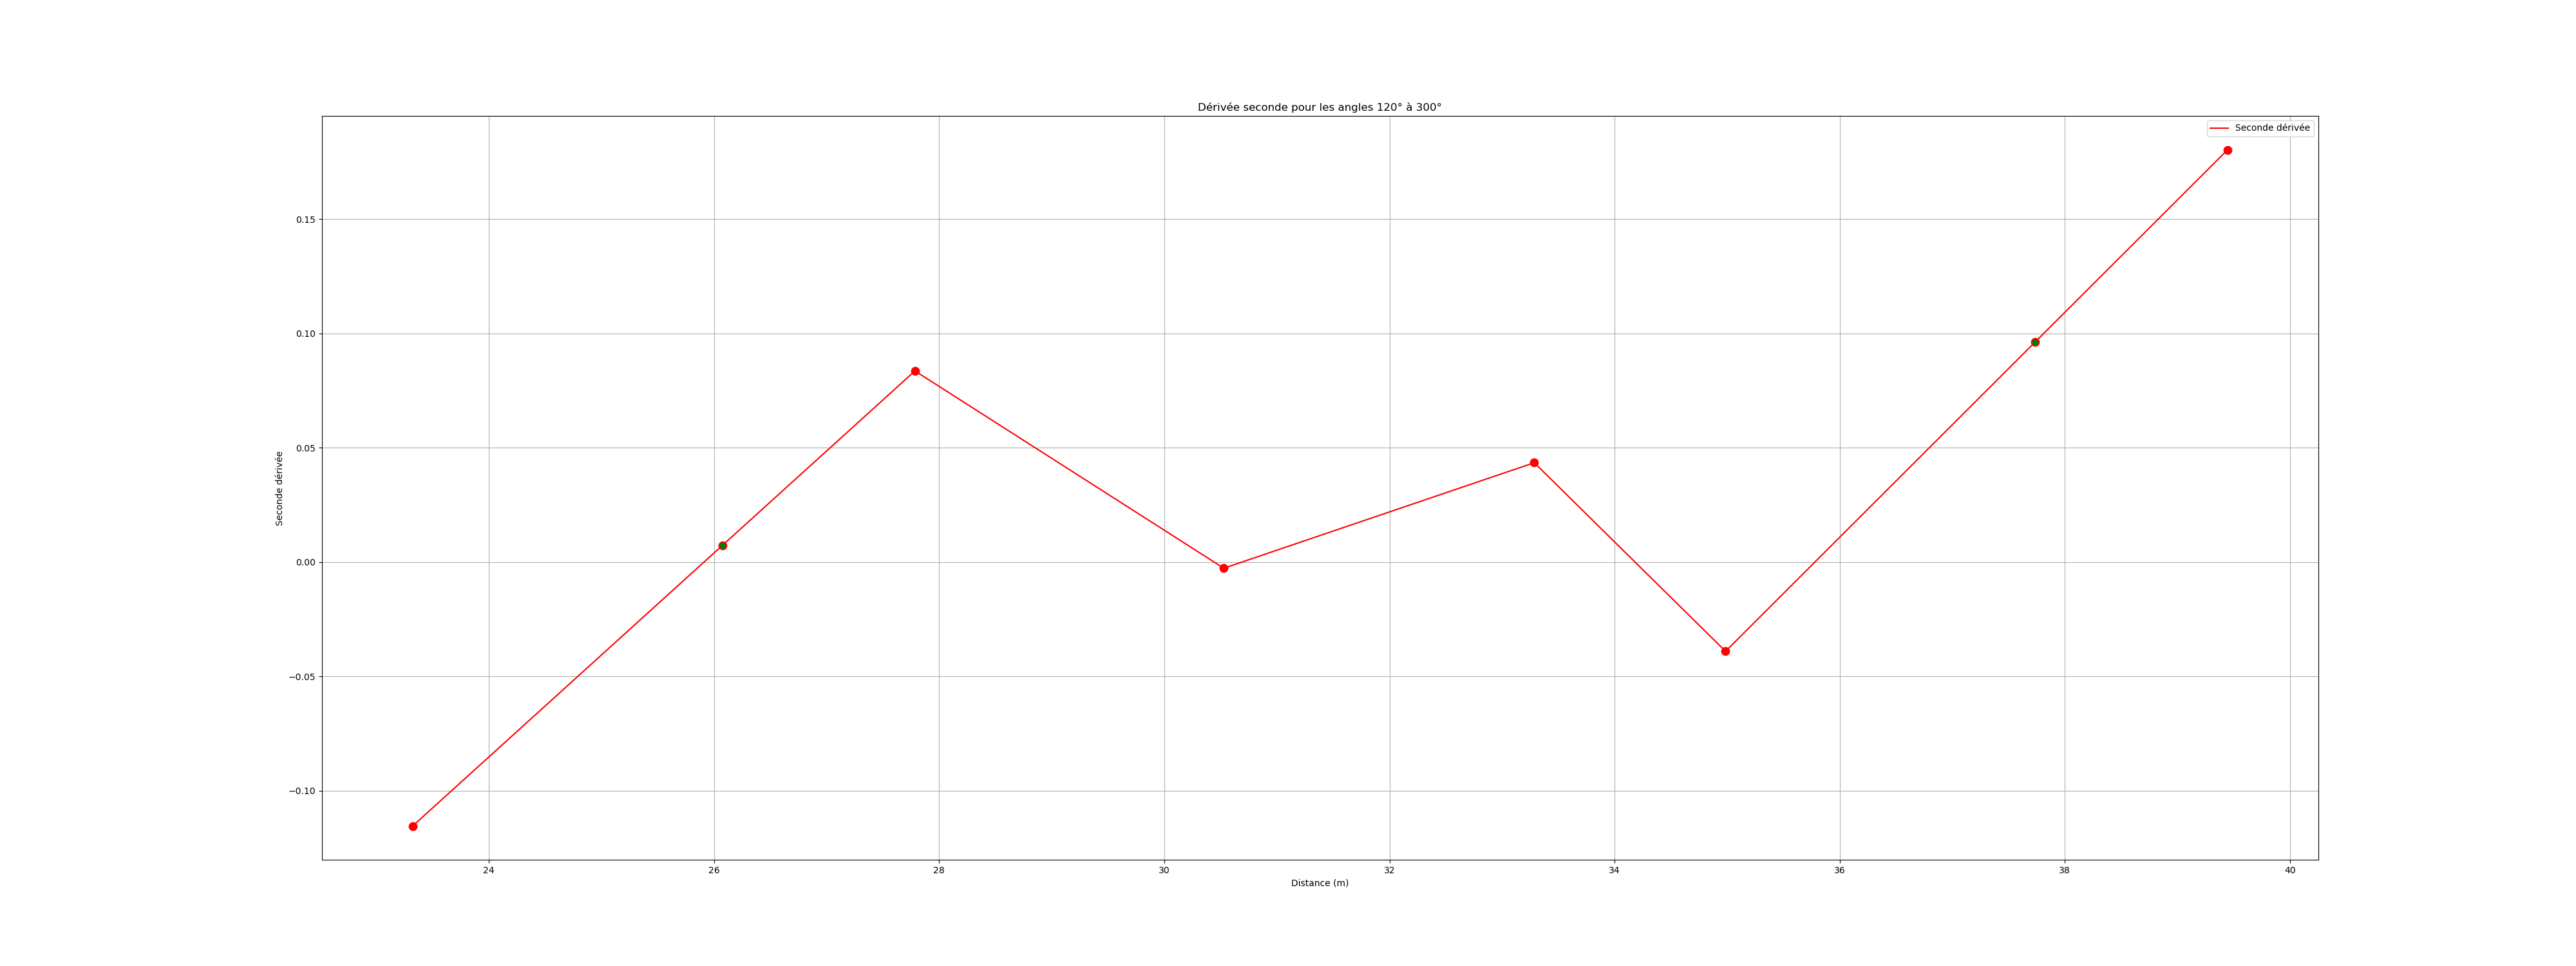 Dérivée seconde pour les angles 120° à 300°
Seconde dérivée
0.15
0.10
0.05
0.00
−0.05
−0.10
Seconde dérivée
24 26 28 30 32 34 36 38 40
Distance (m)